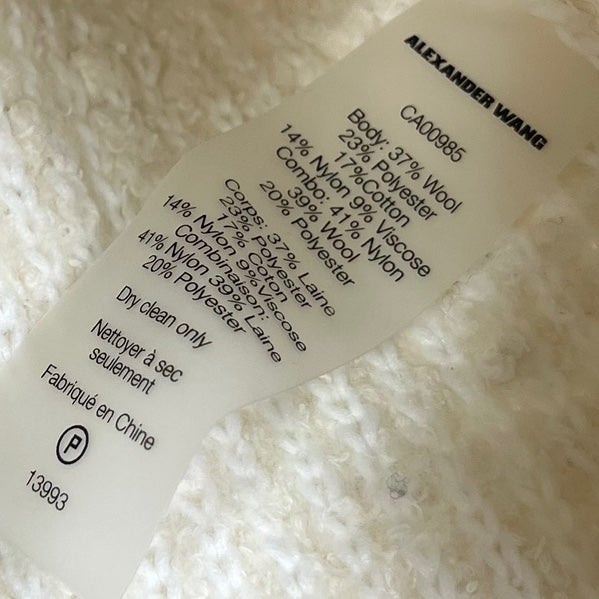 ALEXANDER WANG
CA00985
Body: 37% Wool
23% Polyester
17%Cotton
14% Nylon 9% Viscose
Combo: 41% Nylon
39% Wool
20% Polyester
Corps: 37% Laine
23% Polyester
17% Coton
14% Nylon 9%Viscose
Combinaison:
41% Nylon 39% Laine
20% Polyester
Dry clean only
Nettoyer à sec
seulement
Fabriqué en Chine
P
13993